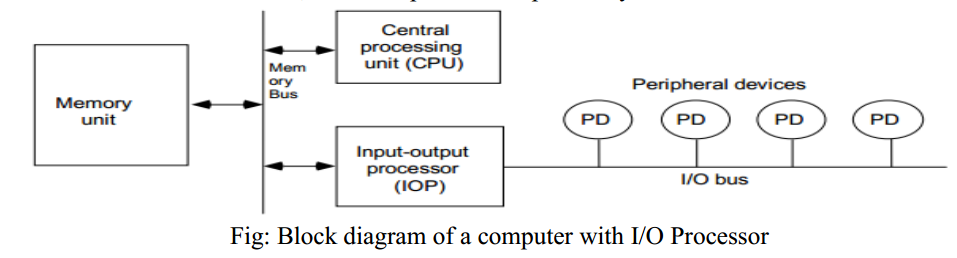 Central
processing
unit (CPU)
Mem
ory
Bus
Memory
unit
Peripheral devices
PD
PD
PD
PD
Input-output
processor
(IOP)
I/O bus
Fig: Block diagram of a computer with I/O Processor